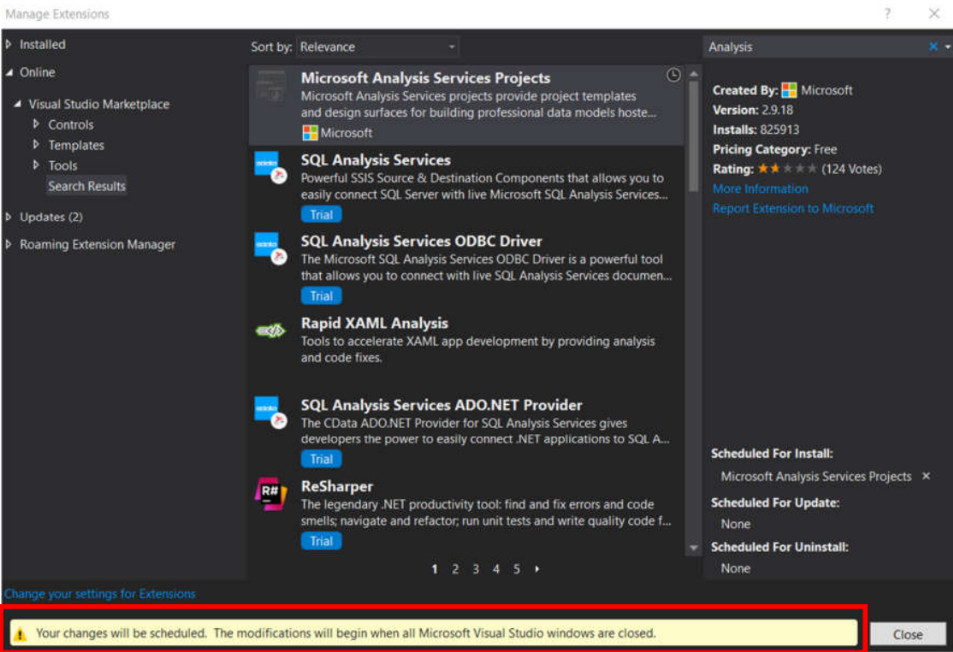 Manage Extensions
?
Installed
Online
Visual Studio Marketplace
Controls
Templates
Tools
Search Results
Updates (2)
Roaming Extension Manager
Sort by: Relevance
Microsoft Analysis Services Projects
Microsoft Analysis Services projects provide project templates
and design surfaces for building professional data models hoste...
Microsoft
SQL Analysis Services
Powerful SSIS Source & Destination Components that allows you to
easily connect SQL Server with live Microsoft SQL Analysis Services...
Trial
SQL Analysis Services ODBC Driver
The Microsoft SQL Analysis Services ODBC Driver is a powerful tool
that allows you to connect with live SQL Analysis Services documen...
Trial
Rapid XAML Analysis
Tools to accelerate XAML app development by providing analysis
and code fixes.
SQL Analysis Services ADO.NET Provider
The CData ADO.NET Provider for SQL Analysis Services gives
developers the power to easily connect .NET applications to SQL A...
Trial
R#
ReSharper
The legendary .NET productivity tool: find and fix errors and code
smells; navigate and refactor; run unit tests and write quality code f...
Trial
1 2 3 4 5
Analysis
Created By: Microsoft
Version: 2.9.18
Installs: 825913
Pricing Category: Free
Rating: (124 Votes)
More Information
Report Extension to Microsoft
Scheduled For Install:
Microsoft Analysis Services Projects
Scheduled For Update:
None
Scheduled For Uninstall:
None
Change your settings for Extensions
Your changes will be scheduled. The modifications will begin when all Microsoft Visual Studio windows are closed.
Close